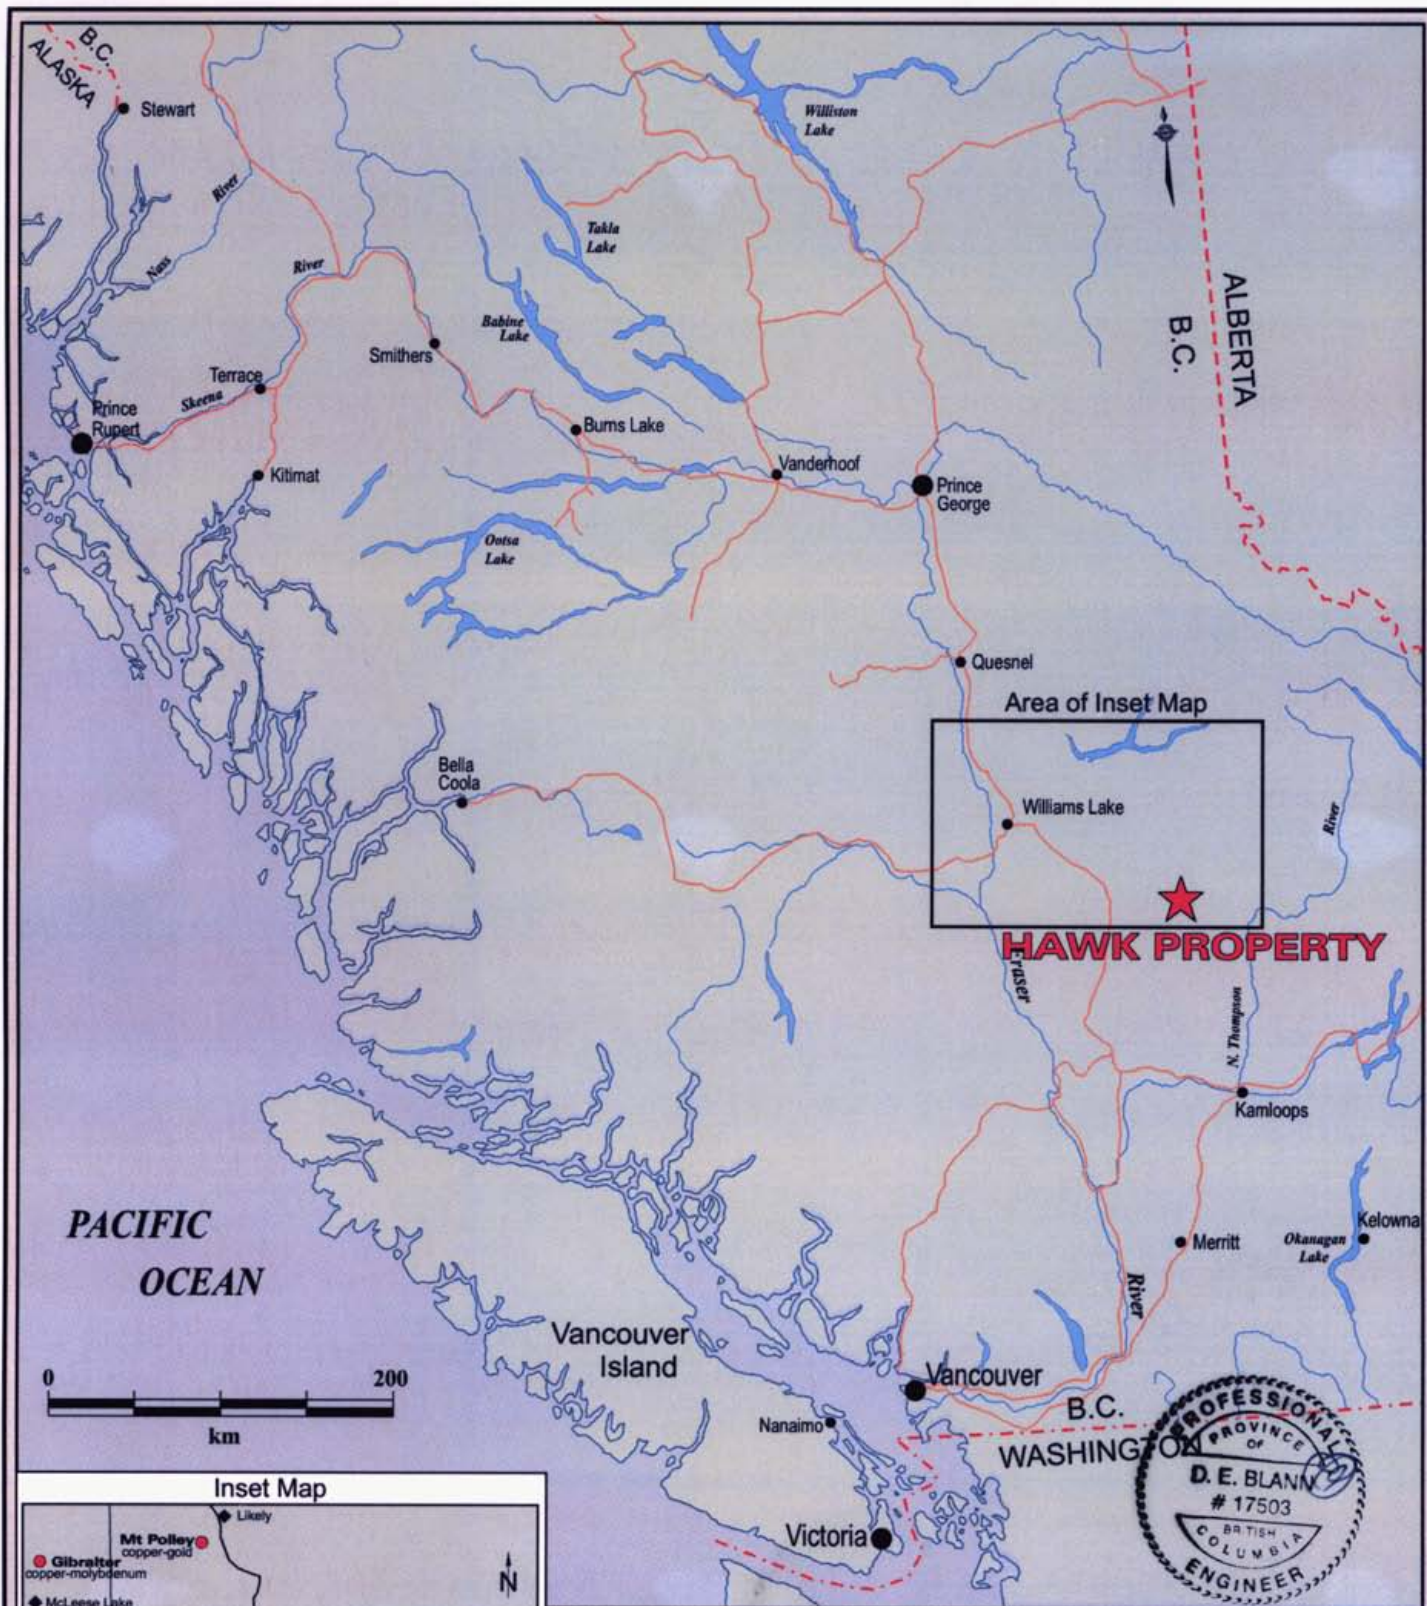 B.C.
ALASKA
Stewart
Williston
Lake
River
Nass
Takla
Lake
River
ALBERTA
B.C.
Babine
Lake
Smithers
Terrace
Skeena
Prince
Rupert
Burns Lake
Kitimat
Vanderhoof
Prince
George
Ootsa
Lake
Quesnel
Area of Inset Map
Bella
Coola
Williams Lake
River
HAWK PROPERTY
Fraser
N. Thompson
Kamloops
PACIFIC
OCEAN
Merritt
Okanagan
Lake
Kelowna
River
Vancouver
Island
0 200
km
Vancouver
B.C.
Nanaimo
WASHINGTON
Victoria
PROFESSIONAL
PROVINCE
OF
D. E. BLANN
# 17503
BRITISH
COLUMBIA
ENGINEER
Inset Map
Likely
Mt Polley
copper-gold
Gibralter
copper-molybdenum
N
McLeese Lake